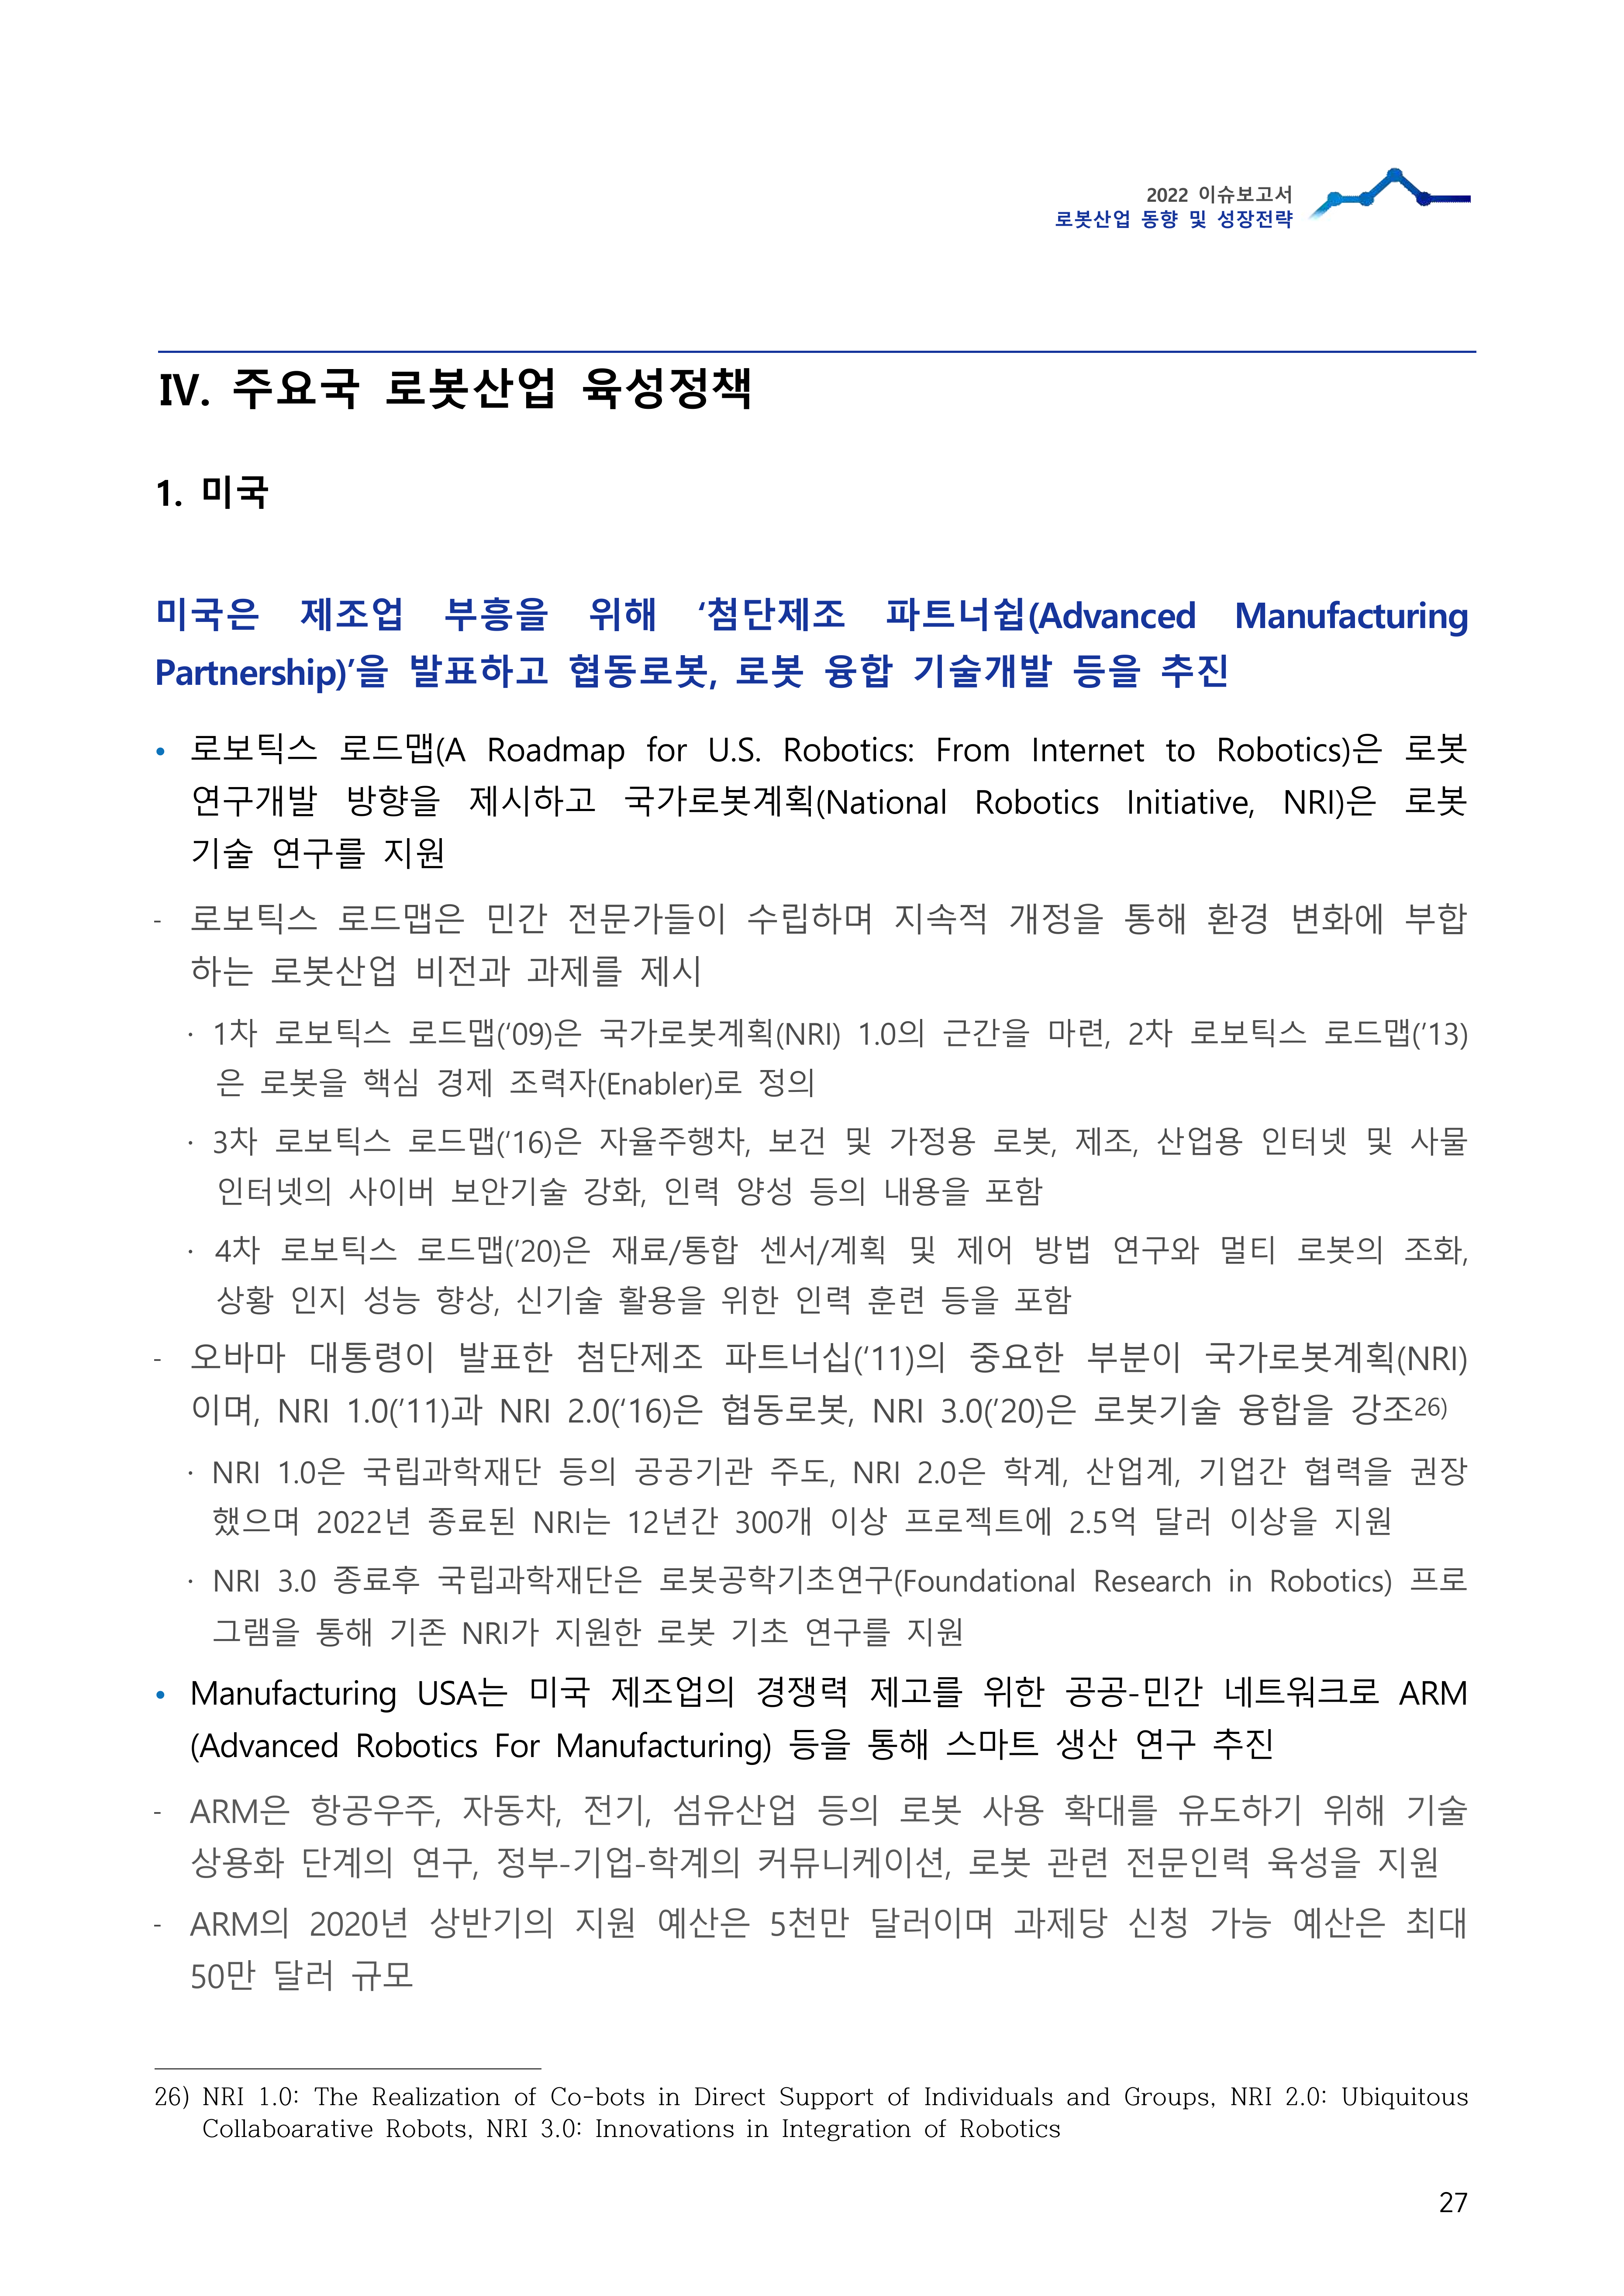 2022 이슈보고서
로봇산업 동향 및 성장전략
Ⅳ. 주요국 로봇산업 육성정책
1. 미국
미국은 제조업 부흥을 위해 ‘첨단제조 파트너쉽(Advanced Manufacturing
Partnership)’을 발표하고 협동로봇, 로봇 융합 기술개발 등을 추진
• 로보틱스 로드맵(A Roadmap for U.S. Robotics: From Internet to Robotics)은 로봇
연구개발 방향을 제시하고 국가로봇계획(National Robotics Initiative, NRI)은 로봇
기술 연구를 지원
- 로보틱스 로드맵은 민간 전문가들이 수립하며 지속적 개정을 통해 환경 변화에 부합
하는 로봇산업 비전과 과제를 제시
· 1차 로보틱스 로드맵(‘09)은 국가로봇계획(NRI) 1.0의 근간을 마련, 2차 로보틱스 로드맵(’13)
은 로봇을 핵심 경제 조력자(Enabler)로 정의
· 3차 로보틱스 로드맵(‘16)은 자율주행차, 보건 및 가정용 로봇, 제조, 산업용 인터넷 및 사물
인터넷의 사이버 보안기술 강화, 인력 양성 등의 내용을 포함
· 4차 로보틱스 로드맵(’20)은 재료/통합 센서/계획 및 제어 방법 연구와 멀티 로봇의 조화,
상황 인지 성능 향상, 신기술 활용을 위한 인력 훈련 등을 포함
- 오바마 대통령이 발표한 첨단제조 파트너십(‘11)의 중요한 부분이 국가로봇계획(NRI)
이며, NRI 1.0(’11)과 NRI 2.0(‘16)은 협동로봇, NRI 3.0(’20)은 로봇기술 융합을 강조26)
· NRI 1.0은 국립과학재단 등의 공공기관 주도, NRI 2.0은 학계, 산업계, 기업간 협력을 권장
했으며 2022년 종료된 NRI는 12년간 300개 이상 프로젝트에 2.5억 달러 이상을 지원
· NRI 3.0 종료후 국립과학재단은 로봇공학기초연구(Foundational Research in Robotics) 프로
그램을 통해 기존 NRI가 지원한 로봇 기초 연구를 지원
• Manufacturing USA는 미국 제조업의 경쟁력 제고를 위한 공공-민간 네트워크로 ARM
(Advanced Robotics For Manufacturing) 등을 통해 스마트 생산 연구 추진
- ARM은 항공우주, 자동차, 전기, 섬유산업 등의 로봇 사용 확대를 유도하기 위해 기술
상용화 단계의 연구, 정부-기업-학계의 커뮤니케이션, 로봇 관련 전문인력 육성을 지원
- ARM의 2020년 상반기의 지원 예산은 5천만 달러이며 과제당 신청 가능 예산은 최대
50만 달러 규모
26) NRI 1.0: The Realization of Co-bots in Direct Support of Individuals and Groups, NRI 2.0: Ubiquitous
Collaboarative Robots, NRI 3.0: Innovations in Integration of Robotics
27